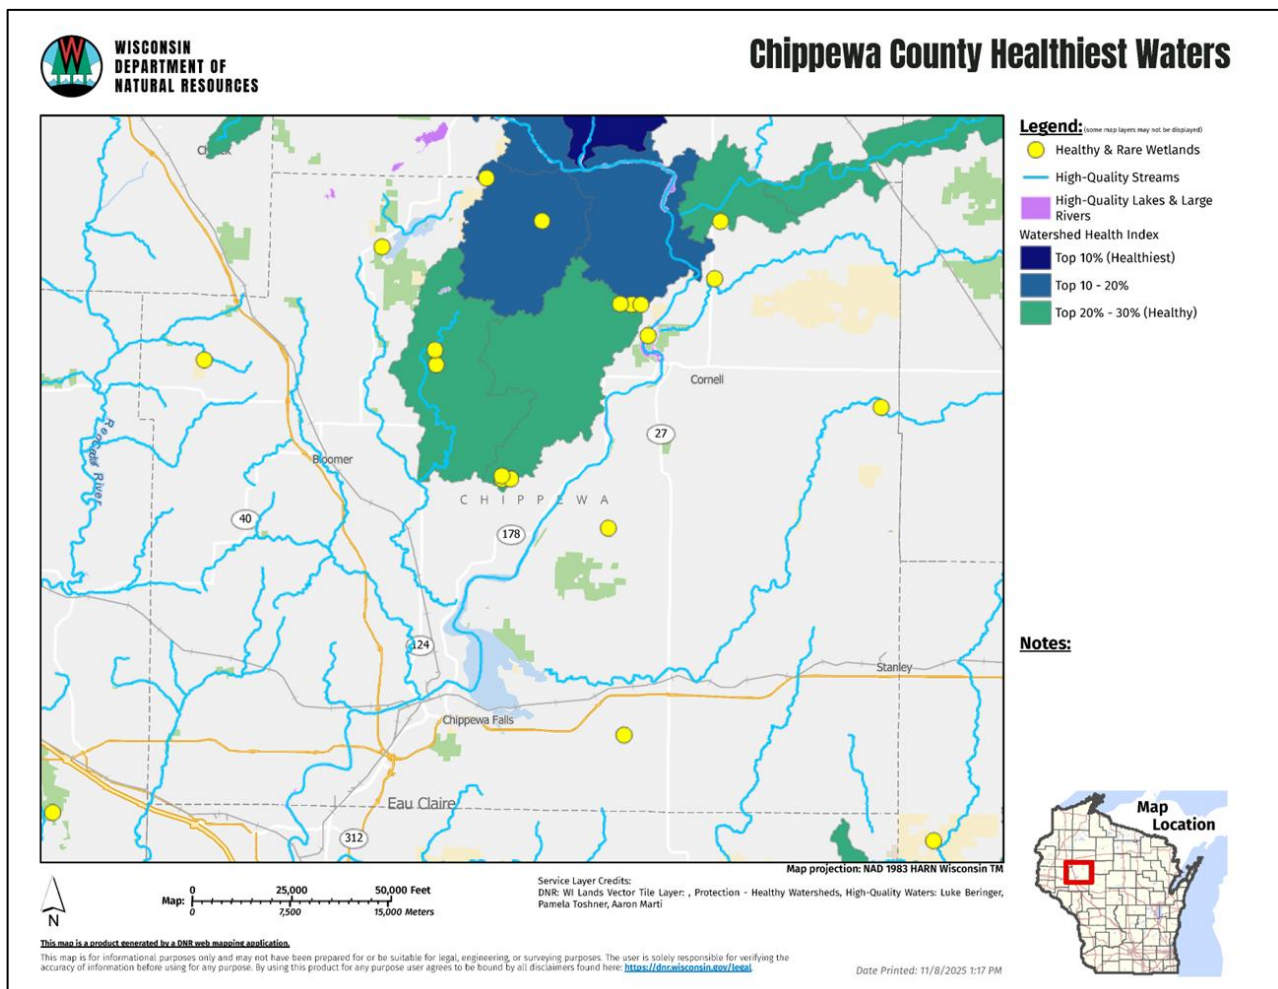 WISCONSIN
DEPARTMENT OF
NATURAL RESOURCES
Chippewa County Healthiest Waters
Legend: (some map layers may not be displayed)
Healthy & Rare Wetlands
High-Quality Streams
High-Quality Lakes & Large
Rivers
Watershed Health Index
Top 10% (Healthiest)
Top 10 - 20%
Top 20% - 30% (Healthy)
Cornell
27
Bloomer
CHIPPEWA
40
178
124
Stanley
Chippewa Falls
Eau Claire
312
Notes:
Map
Location
Map projection: NAD 1983 HARN Wisconsin TM
N
0 25,000 50,000 Feet
Map:
0 7,500 15,000 Meters
Service Layer Credits:
DNR: WI Lands Vector Tile Layer: , Protection - Healthy Watersheds, High-Quality Waters: Luke Beringer,
Pamela Toshner, Aaron Marti
This map is a product generated by a DNR web mapping application.
This map is for informational purposes only and may not have been prepared for or be suitable for legal, engineering, or surveying purposes. The user is solely responsible for verifying the
accuracy of information before using for any purpose. By using this product for any purpose user agrees to be bound by all disclaimers found here: https://dnr.wisconsin.gov/legal
Date Printed: 11/8/2025 1:17 PM